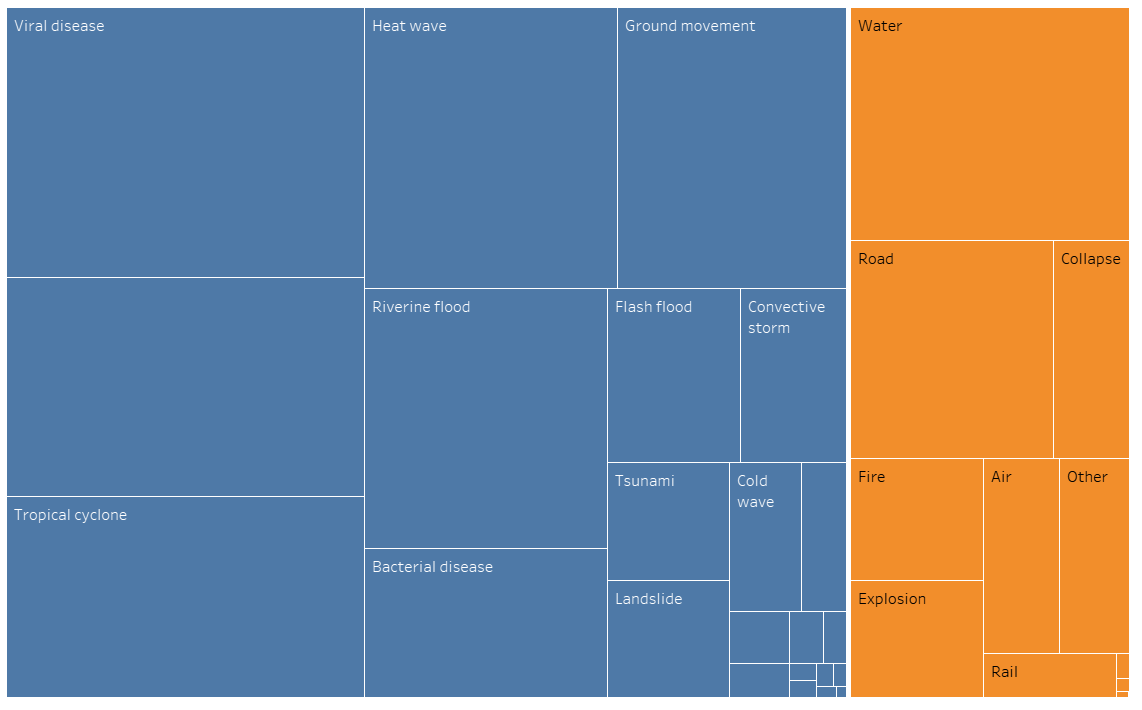 Viral disease
Heat wave
Ground movement
Water
Road
Collapse
Riverine flood
Flash flood
Convective
storm
Tsunami
Cold
wave
Fire
Air
Other
Tropical cyclone
Bacterial disease
Landslide
Explosion
Rail